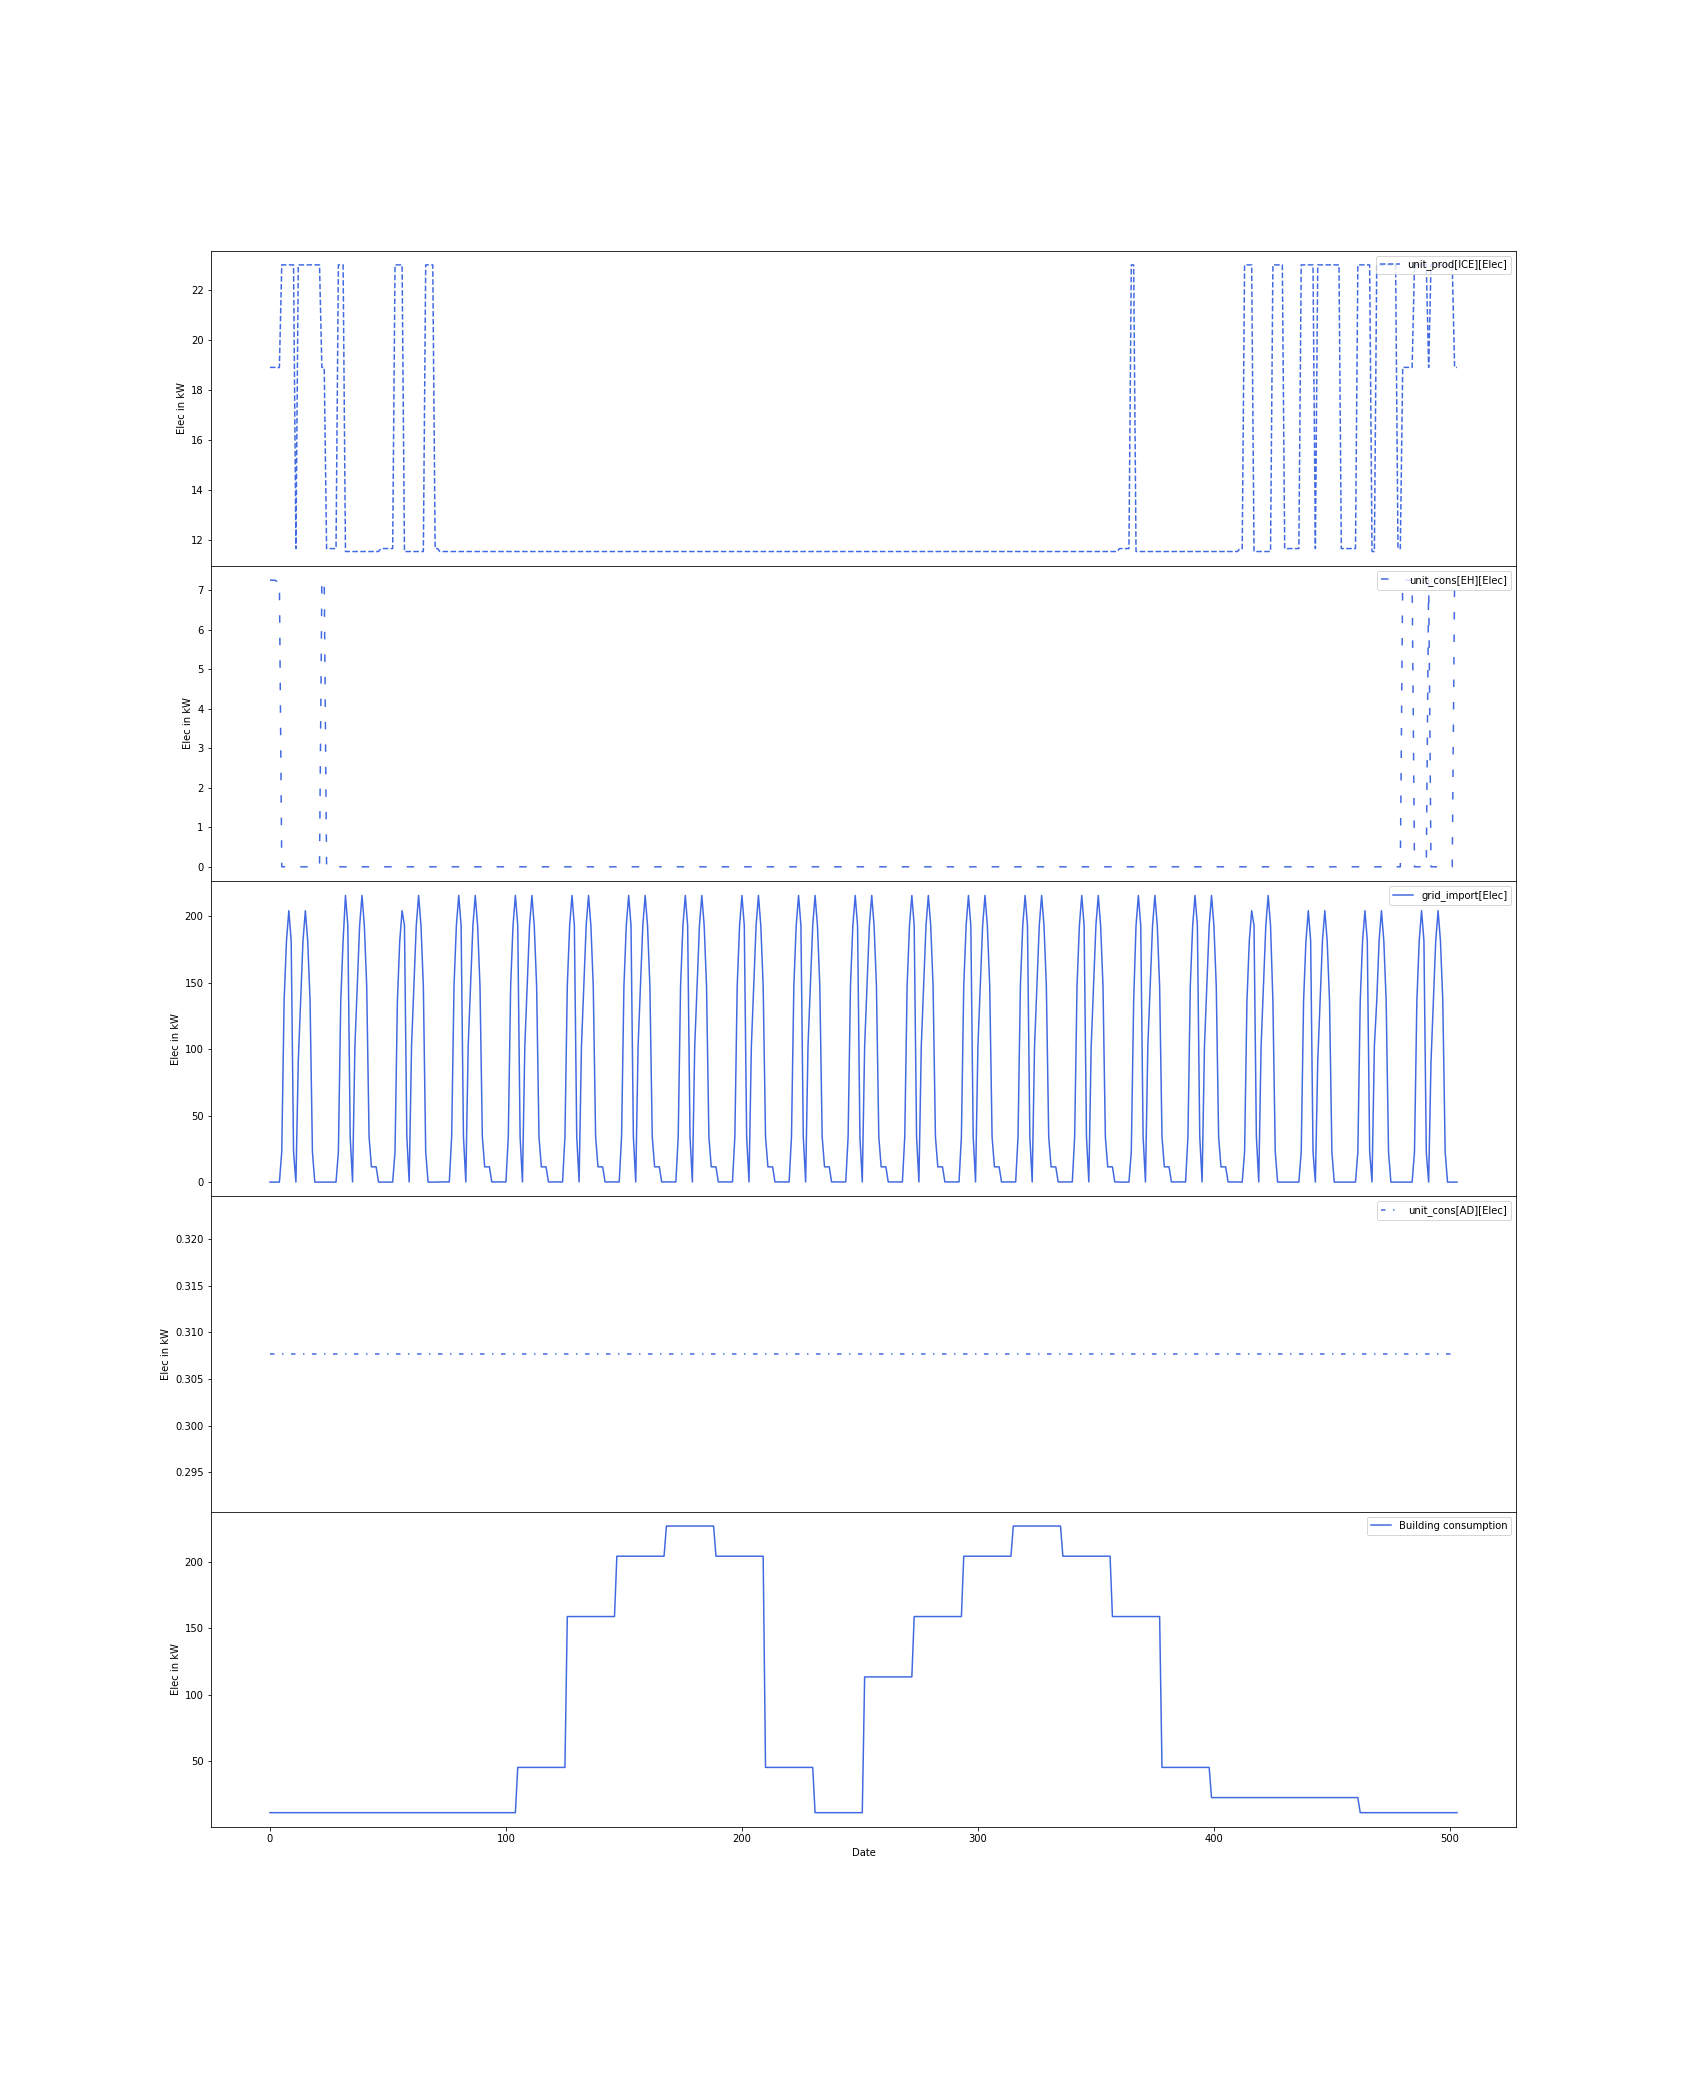 unit_prod[ICE][Elec]
22
20
18
16
14
12
Elec in kW
unit_cons[EH][Elec]
7
6
5
4
3
2
1
0
Elec in kW
grid_import[Elec]
200
150
100
50
0
Elec in kW
unit_cons[AD][Elec]
0.320
0.315
0.310
0.305
0.300
0.295
Elec in kW
Building consumption
200
150
100
50
Elec in kW
0 100 200 300 400 500
Date